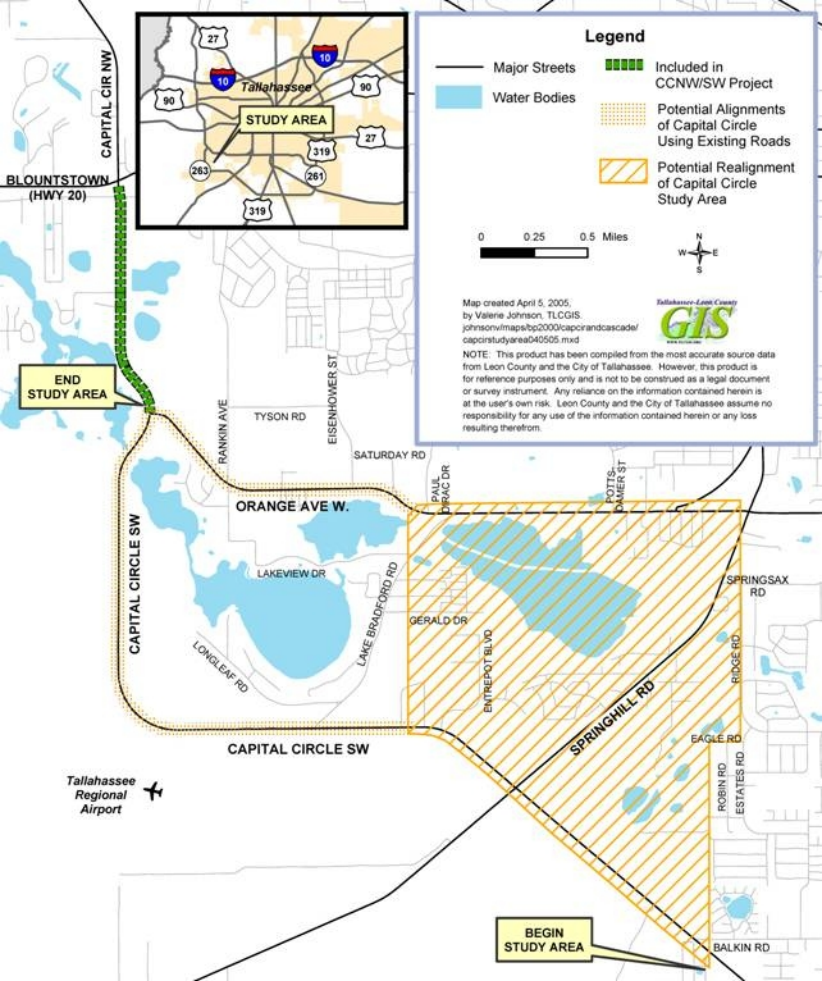 CAPITAL CIR NW
BLOUNTSTOWN
(HWY 20)
27
10
10
Tallahassee
90
90
STUDY AREA
27
319
263
261
319
Legend
Major Streets
Water Bodies
Included in
CCNW/SW Project
Potential Alignments
of Capital Circle
Using Existing Roads
Potential Realignment
of Capital Circle
Study Area
0 0.25 0.5 Miles
N
W E
S
Map created April 5, 2005,
by Valerie Johnson, TLCGIS.
johnsonv/maps/bp2000/capcirandcascade/
capcirstudyarea040505.mxd
Tallahassee-Leon County
GIS
WWW.TLCGIS.ORG
NOTE: This product has been compiled from the most accurate source data
from Leon County and the City of Tallahassee. However, this product is
for reference purposes only and is not to be construed as a legal document
or survey instrument. Any reliance on the information contained herein is
at the user's own risk. Leon County and the City of Tallahassee assume no
responsibility for any use of the information contained herein or any loss
resulting therefrom.
END
STUDY AREA
RANKIN AVE
TYSON RD
EISENHOWER ST
SATURDAY RD
PAUL
DIRAC DR
POTTS-
DAMER ST
ORANGE AVE W.
CAPITAL CIRCLE SW
LAKEVIEW DR
LAKE BRADFORD RD
GERALD DR
SPRINGSAX
RD
LONGLEAF RD
ENTREPOT BLVD
RIDGE RD
SPRINGHILL RD
CAPITAL CIRCLE SW
EAGLE RD
ROBIN RD
ESTATES RD
Tallahassee
Regional
Airport
BEGIN
STUDY AREA
BALKIN RD